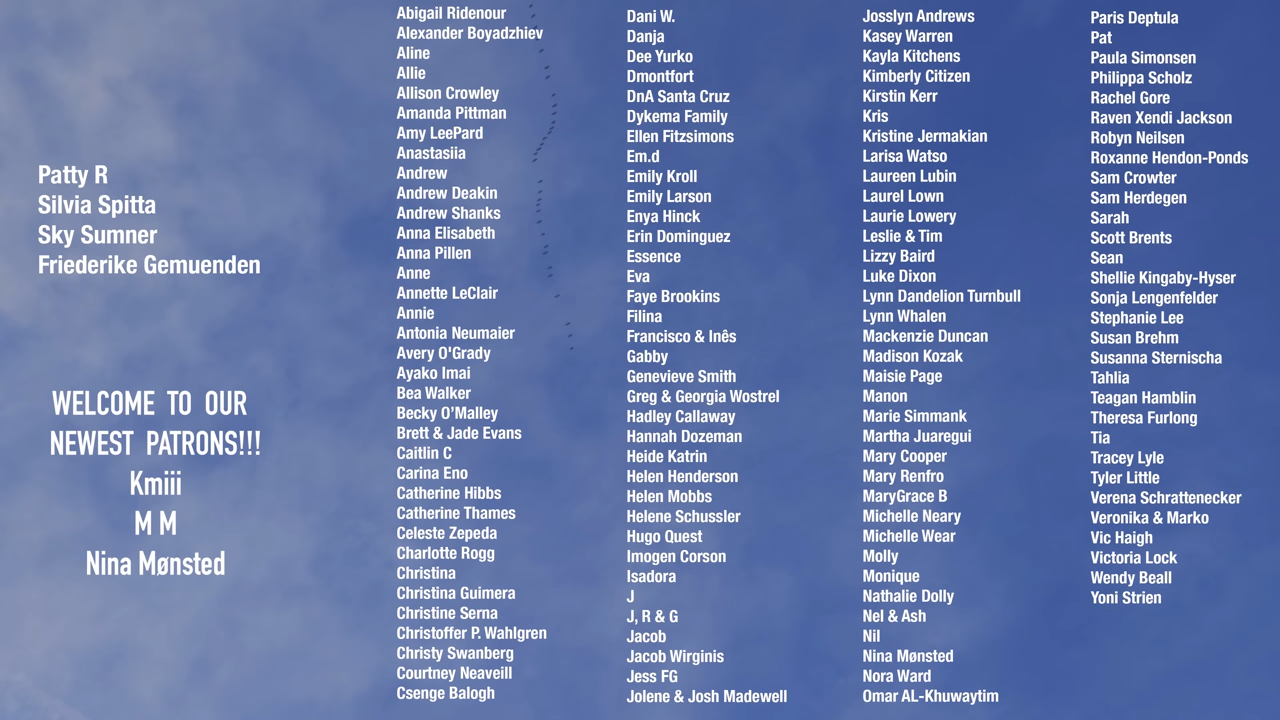 Patty R
Silvia Spitta
Sky Sumner
Friederike Gemuenden
WELCOME TO OUR
NEWEST PATRONS!!!
Kmiii
M M
Nina Mønsted
Abigail Ridenour
Alexander Boyadzhiev
Aline
Allie
Allison Crowley
Amanda Pittman
Amy LeePard
Anastasiia
Andrew
Andrew Deakin
Andrew Shanks
Anna Elisabeth
Anna Pillen
Anne
Annette LeClair
Annie
Antonia Neumaier
Avery O'Grady
Ayako Imai
Bea Walker
Becky O’Malley
Brett & Jade Evans
Caitlin C
Carina Eno
Catherine Hibbs
Catherine Thames
Celeste Zepeda
Charlotte Rogg
Christina
Christina Guimera
Christine Serna
Christoffer P. Wahlgren
Christy Swanberg
Courtney Neaveill
Csenge Balogh
Dani W.
Danja
Dee Yurko
Dmontfort
DnA Santa Cruz
Dykema Family
Ellen Fitzsimons
Em.d
Emily Kroll
Emily Larson
Enya Hinck
Erin Dominguez
Essence
Eva
Faye Brookins
Filina
Francisco & Inês
Gabby
Genevieve Smith
Greg & Georgia Wostrel
Hadley Callaway
Hannah Dozeman
Heide Katrin
Helen Henderson
Helen Mobbs
Helene Schussler
Hugo Quest
Imogen Corson
Isadora
J
J, R & G
Jacob
Jacob Wirginis
Jess FG
Jolene & Josh Madewell
Josslyn Andrews
Kasey Warren
Kayla Kitchens
Kimberly Citizen
Kirstin Kerr
Kris
Kristine Jermakian
Larisa Watso
Laureen Lubin
Laurel Lown
Laurie Lowery
Leslie & Tim
Lizzy Baird
Luke Dixon
Lynn Dandelion Turnbull
Lynn Whalen
Mackenzie Duncan
Madison Kozak
Maisie Page
Manon
Marie Simmank
Martha Juaregui
Mary Cooper
Mary Renfro
MaryGrace B
Michelle Neary
Michelle Wear
Molly
Monique
Nathalie Dolly
Nel & Ash
Nil
Nina Mønsted
Nora Ward
Omar AL-Khuwaytim
Paris Deptula
Pat
Paula Simonsen
Philippa Scholz
Rachel Gore
Raven Xendi Jackson
Robyn Neilsen
Roxanne Hendon-Ponds
Sam Crowter
Sam Herdegen
Sarah
Scott Brents
Sean
Shellie Kingaby-Hyser
Sonja Lengenfelder
Stephanie Lee
Susan Brehm
Susanna Sternischa
Tahlia
Teagan Hamblin
Theresa Furlong
Tia
Tracey Lyle
Tyler Little
Verena Schrattenecker
Veronika & Marko
Vic Haigh
Victoria Lock
Wendy Beall
Yoni Strien